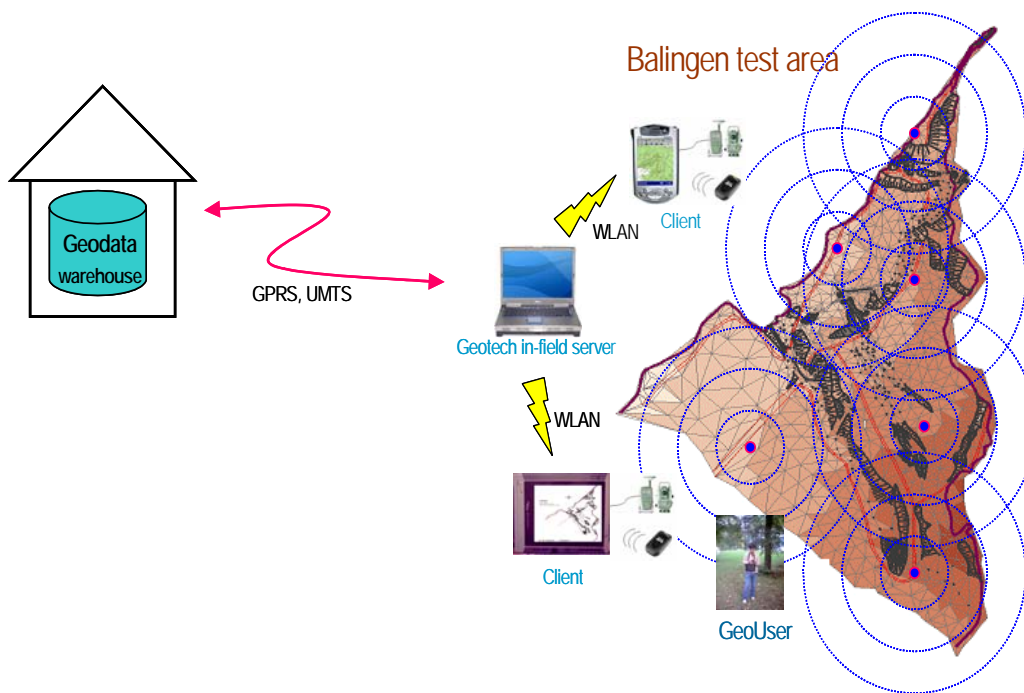 Balingen test area
Geodata
warehouse
GPRS, UMTS
WLAN
Client
Geotech in-field server
WLAN
Client
GeoUser